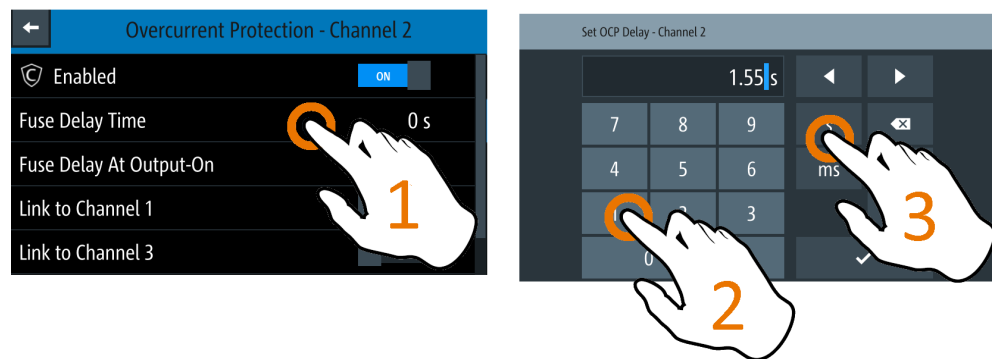 Overcurrent Protection - Channel 2
Enabled ON
Fuse Delay Time 0 s
Fuse Delay At Output-On
Link to Channel 1
Link to Channel 3
1
Set OCP Delay - Channel 2
1.55 s
7 8 9
4 5 6 ms
3
0
2
3